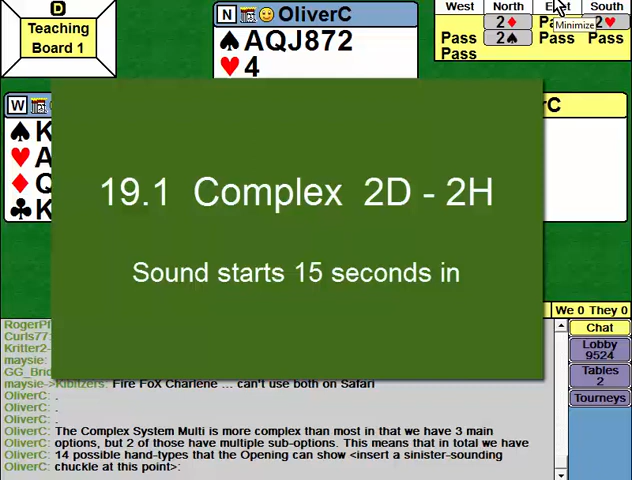 D
Teaching
Board 1
N OliverC
♠AQJ872
♥4
West North East South
2♦ Pass 2♥
Pass 2♠ Pass Pass
Pass
Minimize
W
♠K
♥A
♦Q
♣K
19.1 Complex 2D - 2H
Sound starts 15 seconds in
We 0 They 0
Chat
Lobby
9524
Tables
2
Tourneys
Curls77:
Kritter2-
maysie:
maysie->Kibitzers: Fire FoX Charlene ... can't use both on Safari
OliverC: .
OliverC: .
OliverC: .
OliverC: The Complex System Multi is more complex than most in that we have 3 main
OliverC: options, but 2 of those have multiple sub-options. This means that in total we have
OliverC: 14 possible hand-types that the Opening can show <insert a sinister-sounding
OliverC: chuckle at this point>: